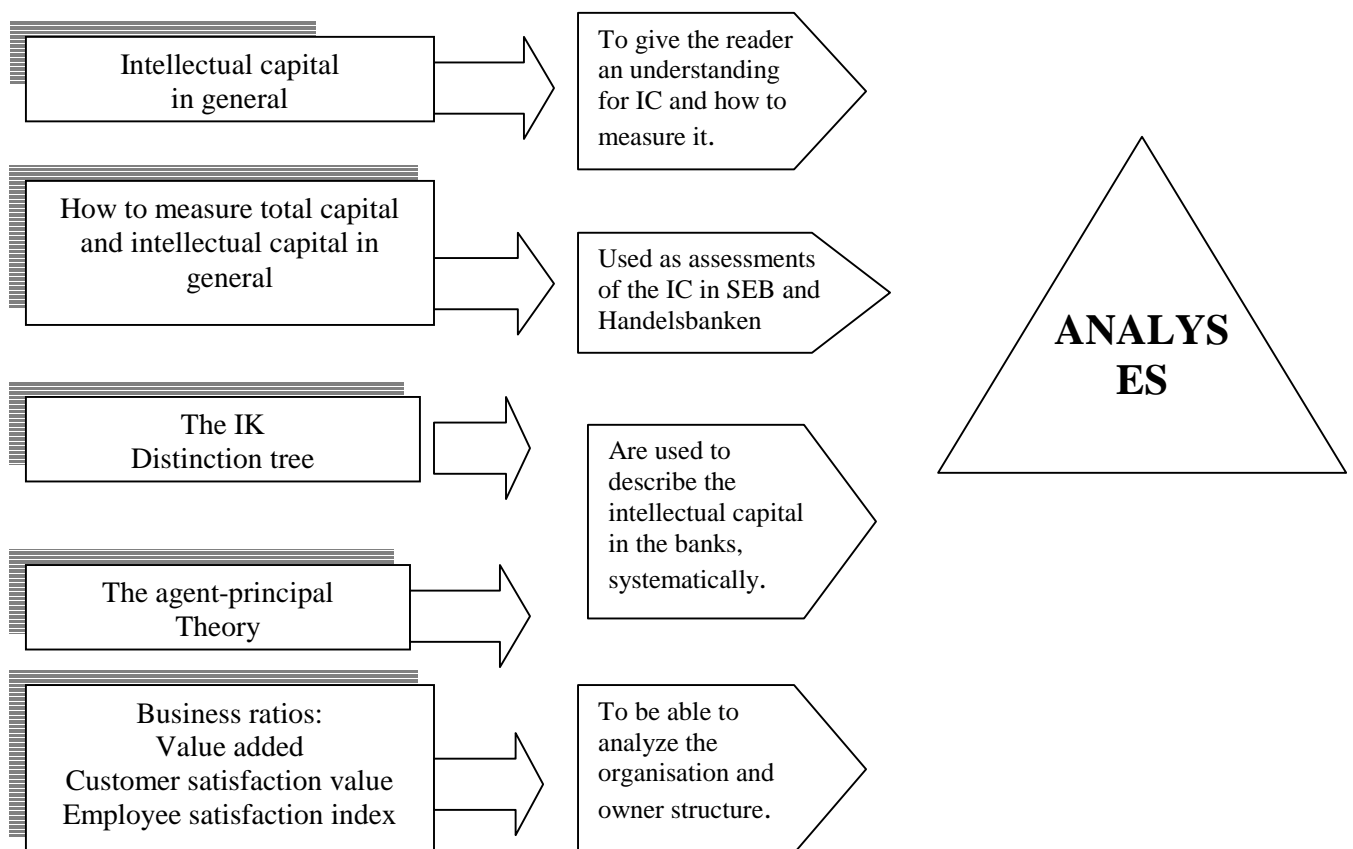 Intellectual capital
in general
To give the reader
an understanding
for IC and how to
measure it.
How to measure total capital
and intellectual capital in
general
Used as assessments
of the IC in SEB and
Handelsbanken
The IK
Distinction tree
Are used to
describe the
intellectual capital
in the banks,
systematically.
The agent-principal
Theory
Business ratios:
Value added
Customer satisfaction value
Employee satisfaction index
To be able to
analyze the
organisation and
owner structure.
ANALYS
ES